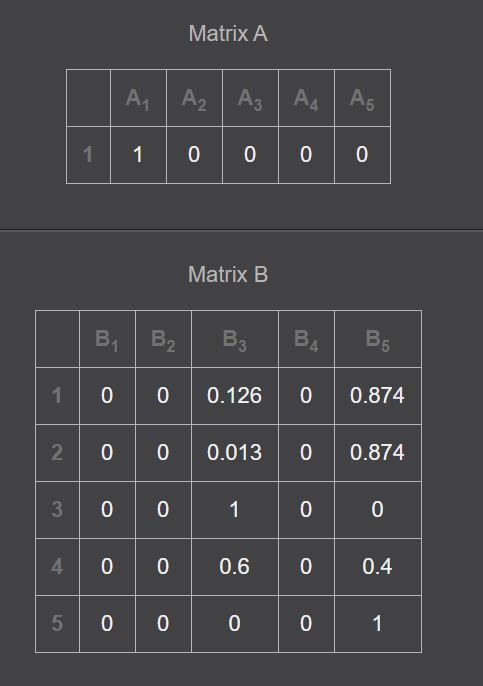 Matrix A
A₁ A₂ A₃ A₄ A₅
1 1 0 0 0 0
Matrix B
B₁ B₂ B₃ B₄ B₅
1 0 0 0.126 0 0.874
2 0 0 0.013 0 0.874
3 0 0 1 0 0
4 0 0 0.6 0 0.4
5 0 0 0 0 1